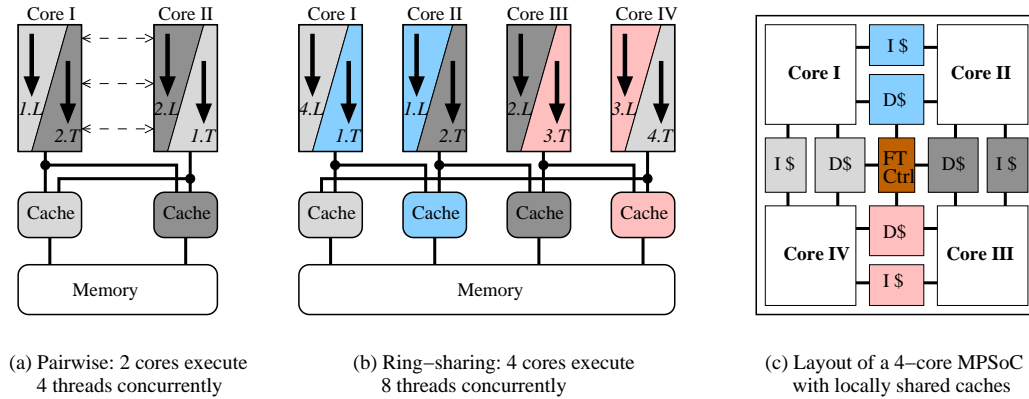 Core I Core II
1.L 2.T 2.L 1.T
Cache Cache
Memory
(a) Pairwise: 2 cores execute
4 threads concurrently
Core I Core II Core III Core IV
4.L 1.T 1.L 2.T 2.L 3.T 3.L 4.T
Cache Cache Cache Cache
Memory
(b) Ring−sharing: 4 cores execute
8 threads concurrently
I $
Core I Core II
D$
I $ D$ FT D$ I $
Ctrl
D$
Core IV Core III
I $
(c) Layout of a 4−core MPSoC
with locally shared caches